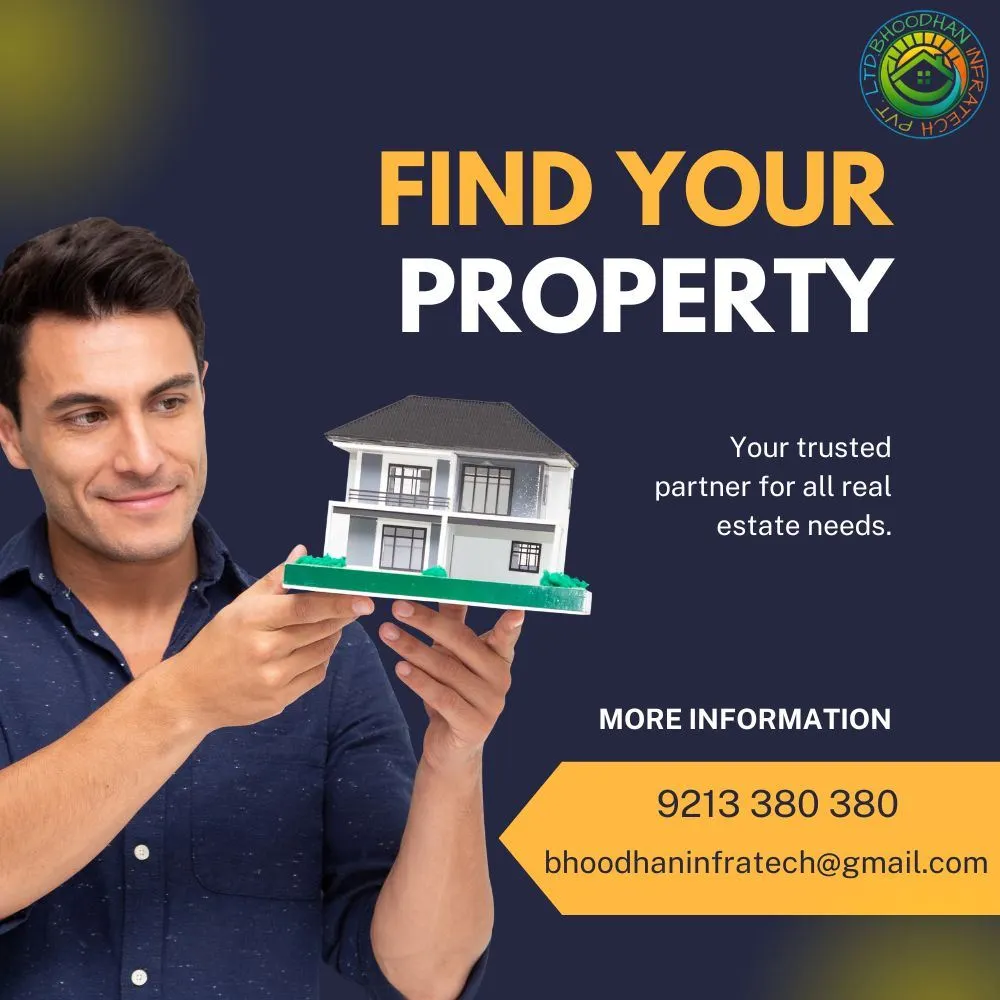 BHOODHAN INFRATECH PVT. LTD.
FIND YOUR
PROPERTY
Your trusted
partner for all real
estate needs.
MORE INFORMATION
9213 380 380
bhoodhaninfratech@gmail.com